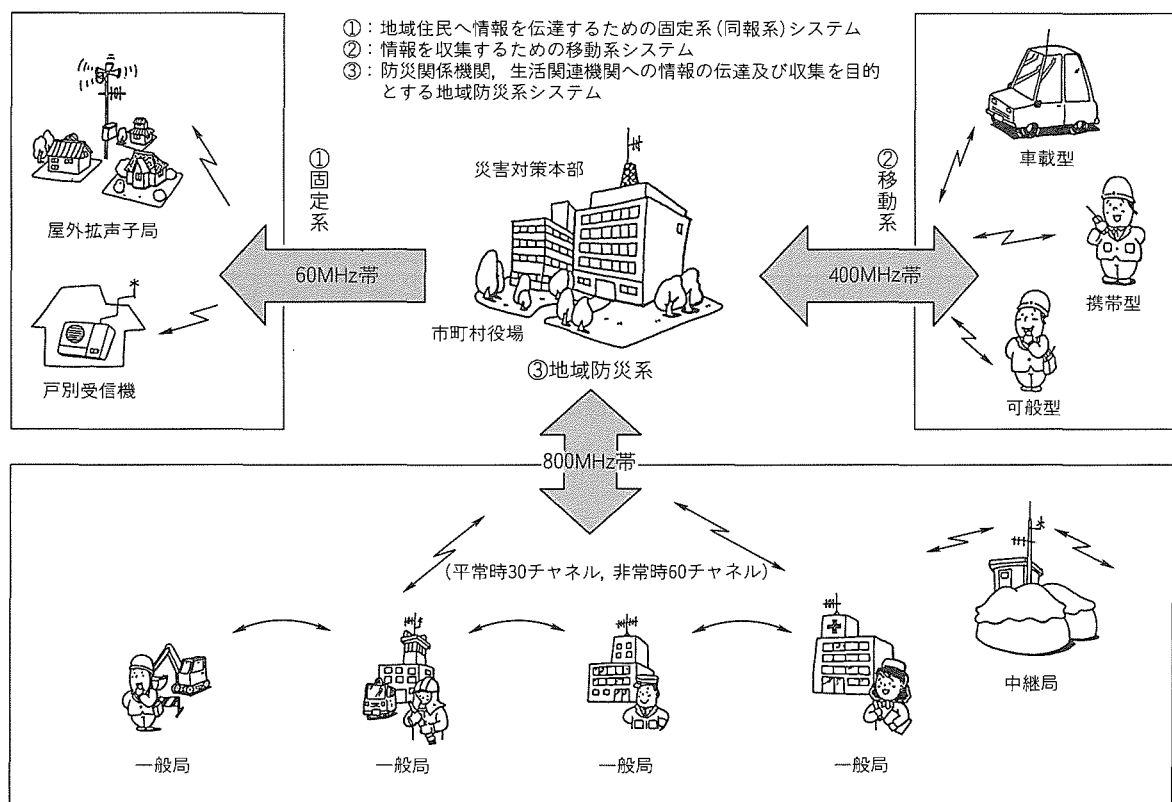 ①：地域住民へ情報を伝達するための固定系(同報系)システム
②：情報を収集するための移動系システム
③：防災関係機関，生活関連機関への情報の伝達及び収集を目的
とする地域防災系システム
屋外拡声子局
戸別受信機
①固定系
60MHz帯
災害対策本部
市町村役場
③地域防災系
②移動系
400MHz帯
車載型
携帯型
可般型
800MHz帯
(平常時30チャネル，非常時60チャネル)
中継局
一般局
一般局
一般局
一般局